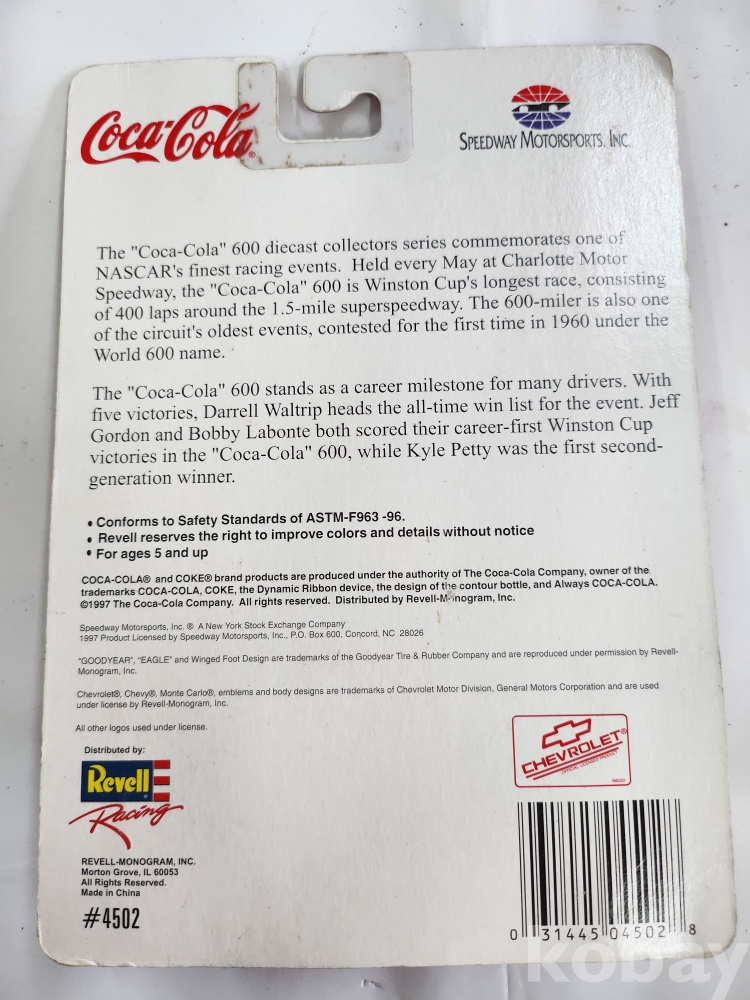 Coca-Cola®
SPEEDWAY MOTORSPORTS, INC.
The "Coca-Cola" 600 diecast collectors series commemorates one of
NASCAR's finest racing events. Held every May at Charlotte Motor
Speedway, the "Coca-Cola" 600 is Winston Cup's longest race, consisting
of 400 laps around the 1.5-mile superspeedway. The 600-miler is also one
of the circuit's oldest events, contested for the first time in 1960 under the
World 600 name.
The "Coca-Cola" 600 stands as a career milestone for many drivers. With
five victories, Darrell Waltrip heads the all-time win list for the event. Jeff
Gordon and Bobby Labonte both scored their career-first Winston Cup
victories in the "Coca-Cola" 600, while Kyle Petty was the first second-
generation winner.
• Conforms to Safety Standards of ASTM-F963 -96.
• Revell reserves the right to improve colors and details without notice
• For ages 5 and up
COCA-COLA® and COKE® brand products are produced under the authority of The Coca-Cola Company, owner of the
trademarks COCA-COLA, COKE, the Dynamic Ribbon device, the design of the contour bottle, and Always COCA-COLA.
©1997 The Coca-Cola Company. All rights reserved. Distributed by Revell-Monogram, Inc.
Speedway Motorsports, Inc. ® A New York Stock Exchange Company
1997 Product Licensed by Speedway Motorsports, Inc., P.O. Box 600, Concord, NC 28026
"GOODYEAR", "EAGLE" and Winged Foot Design are trademarks of the Goodyear Tire & Rubber Company and are reproduced under permission by Revell-
Monogram, Inc.
Chevrolet®, Chevy®, Monte Carlo®, emblems and body designs are trademarks of Chevrolet Motor Division, General Motors Corporation and are used
under license by Revell-Monogram, Inc.
All other logos used under license.
Distributed by:
Revell
Racing
CHEVROLET®
OFFICIAL LICENSED PRODUCT
REVELL-MONOGRAM, INC.
Morton Grove, IL 60053
All Rights Reserved.
Made in China
#4502
0 31445 04502 8
kobay